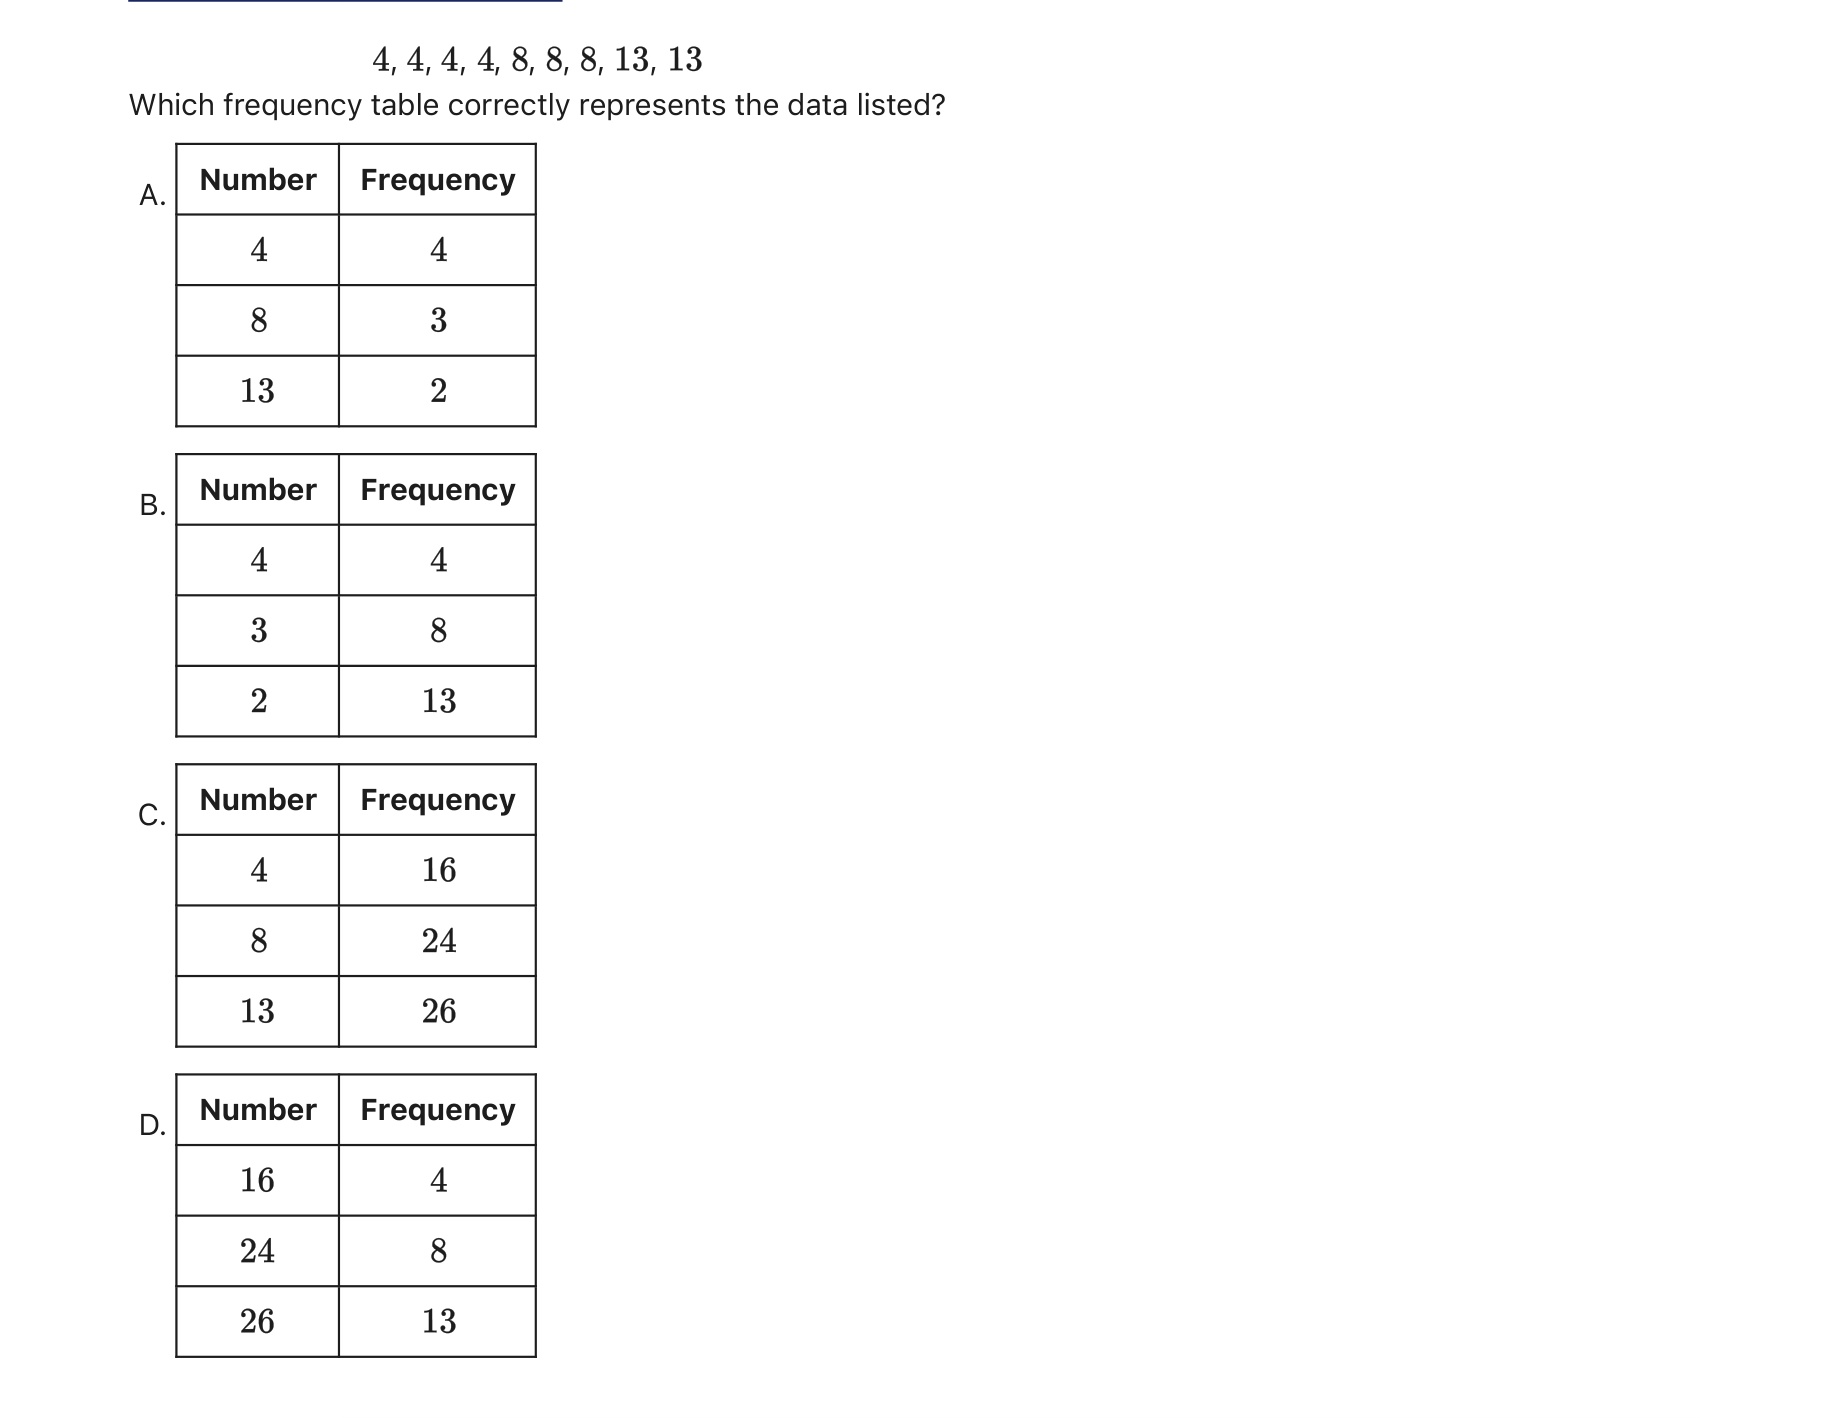 4, 4, 4, 4, 8, 8, 8, 13, 13
Which frequency table correctly represents the data listed?
A.
Number Frequency
4 4
8 3
13 2
B.
Number Frequency
4 4
3 8
2 13
C.
Number Frequency
4 16
8 24
13 26
D.
Number Frequency
16 4
24 8
26 13